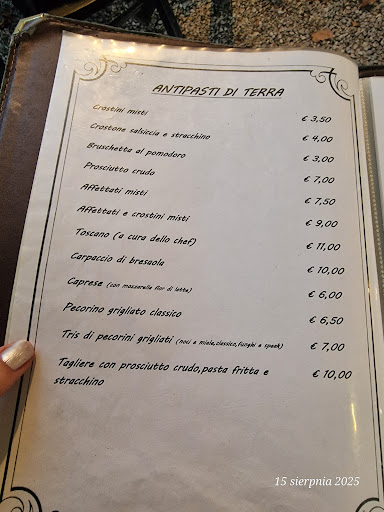 ANTIPASTI DI TERRA
Crostini misti € 3,50
Crostone salsiccia e stracchino € 4,00
Bruschetta al pomodoro € 3,00
Prosciutto crudo € 7,00
Affettati misti € 7,50
Affettati e crostini misti € 9,00
Toscano (a cura dello chef) € 11,00
Carpaccio di bresaola € 10,00
Caprese (con mozzarella fior di latte) € 6,00
Pecorino grigliato classico € 6,50
Tris di pecorini grigliati (noci e miele,classico,funghi e speek) € 7,00
Tagliere con prosciutto crudo,pasta fritta e € 10,00
stracchino
15 sierpnia 2025